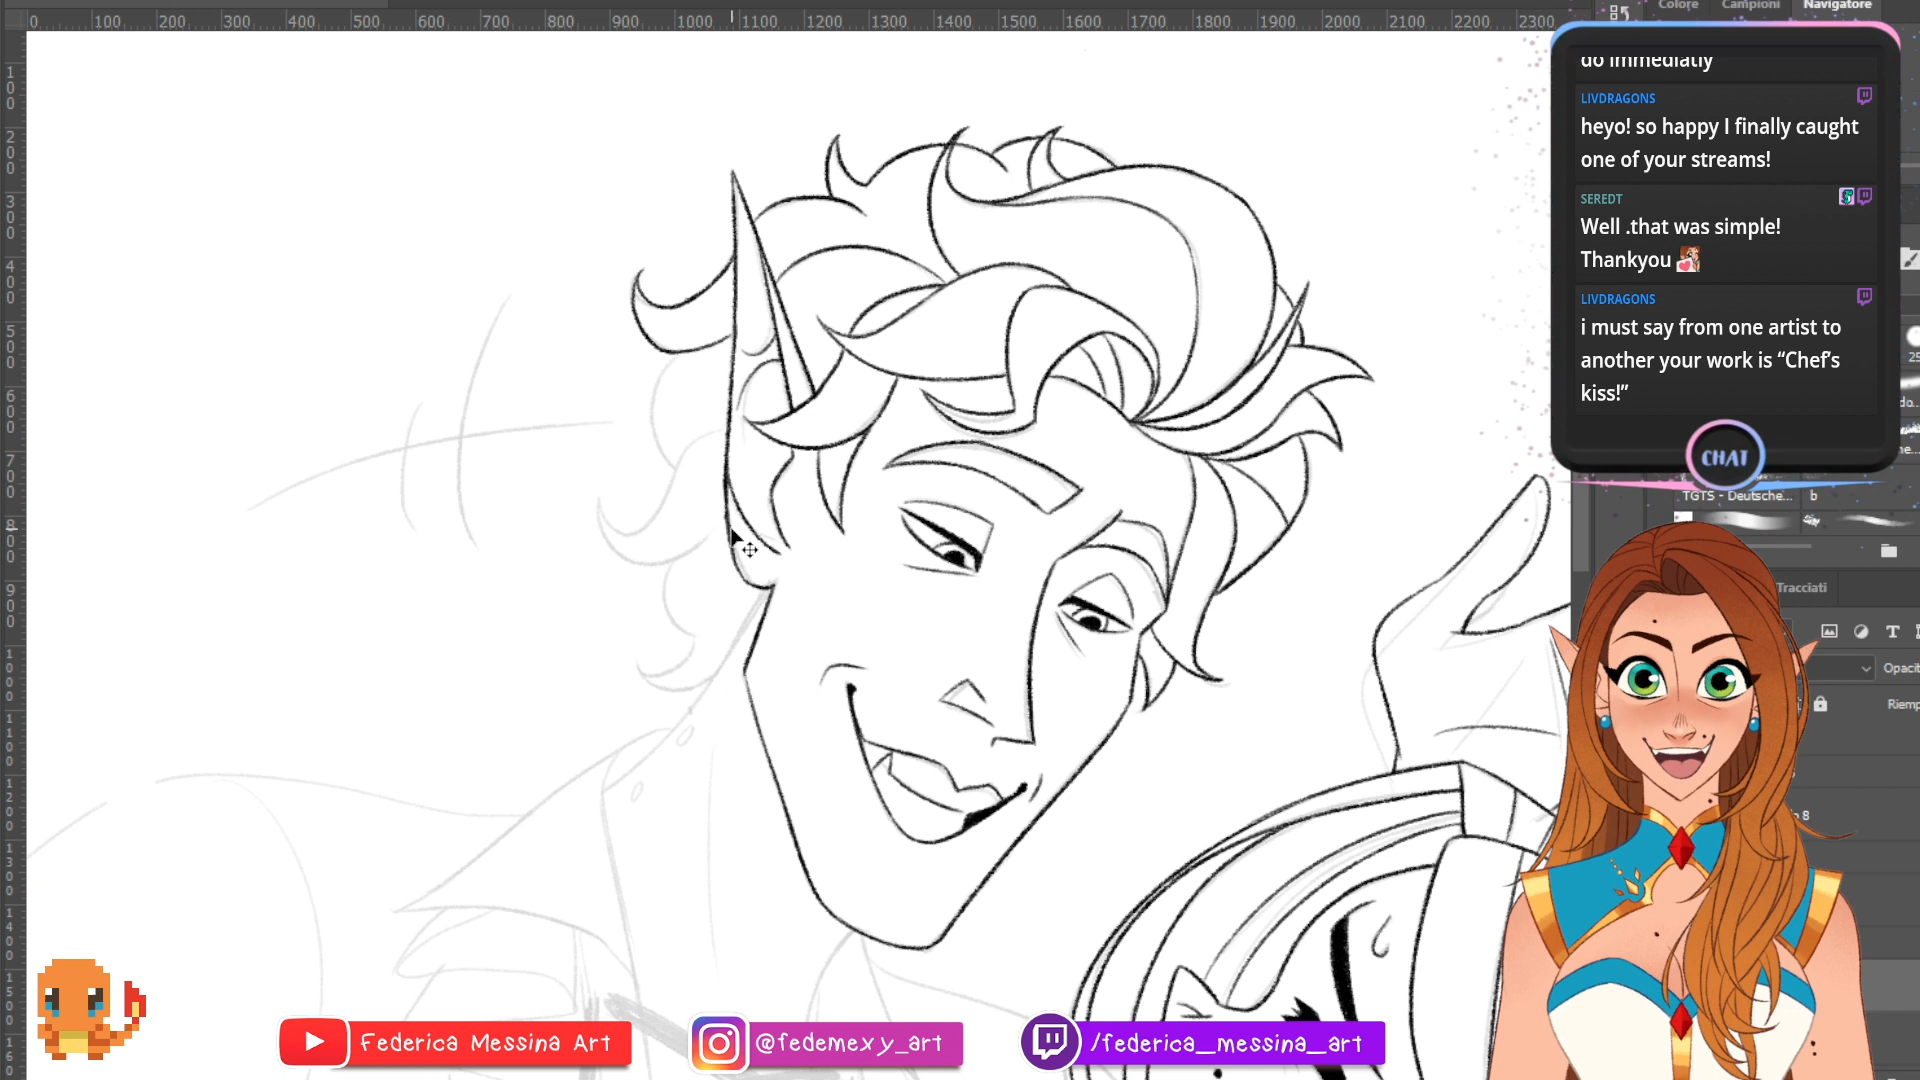 0 100 200 300 400 500 600 700 800 900 1000 1100 1200 1300 1400 1500 1600 1700 1800 1900 2000 2100 2200 2300
Colore Campioni Navigatore
do immediatly
LIVDRAGONS
heyo! so happy I finally caught
one of your streams!
SEREDT
Well .that was simple!
Thankyou
LIVDRAGONS
i must say from one artist to
another your work is “Chef’s
kiss!”
CHAT
TGTS - Deutsche... b
Tracciati
Federica Messina Art
@fedemexy_art
/federica_messina_art